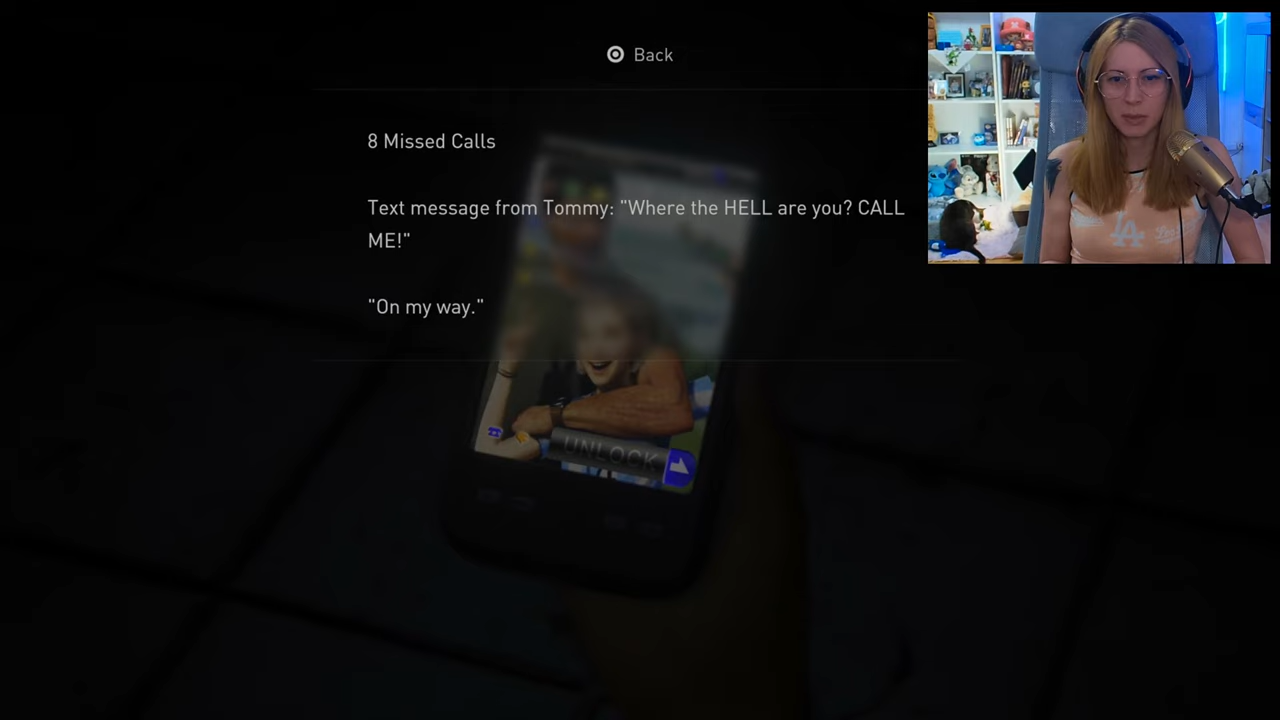 Back
8 Missed Calls
Text message from Tommy: "Where the HELL are you? CALL
ME!"
"On my way."
UNLOCK
LA